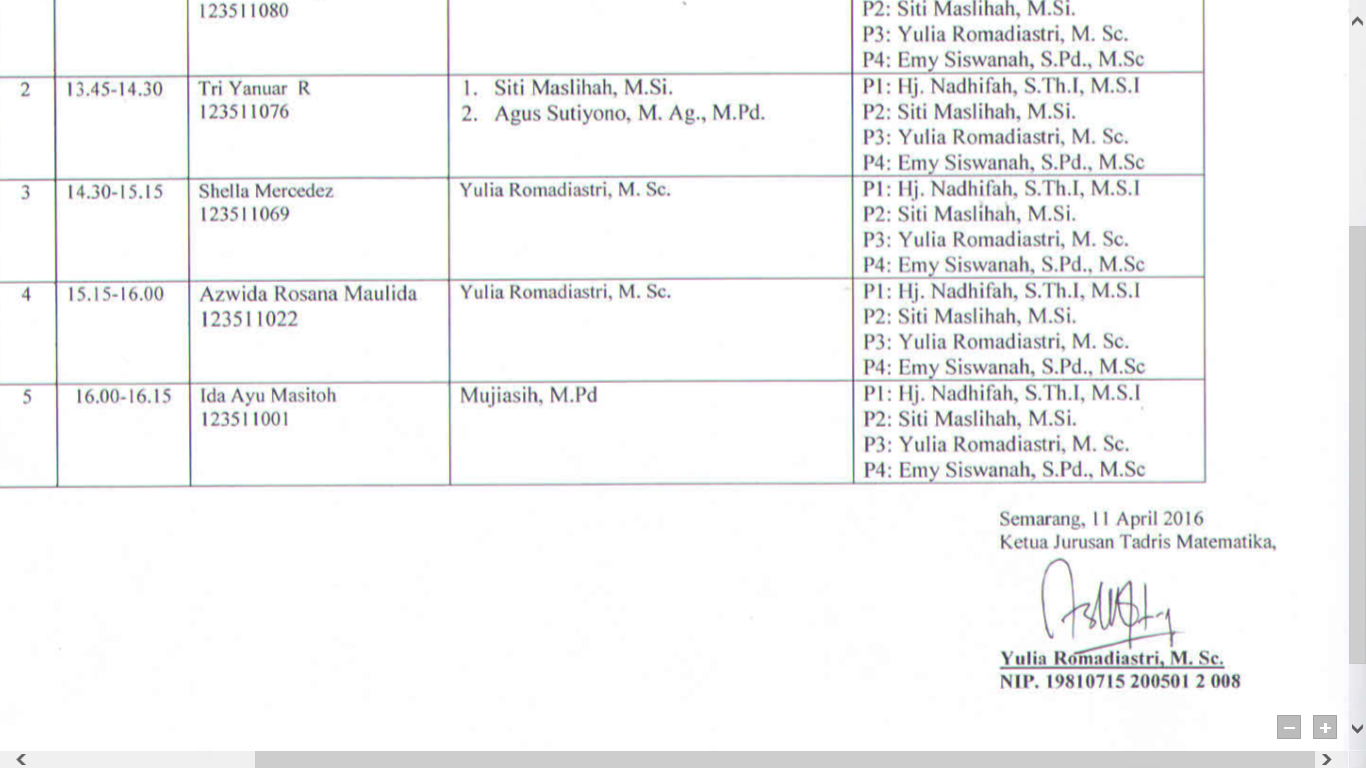 123511080
P2: Siti Maslihah, M.Si.
P3: Yulia Romadiastri, M. Sc.
P4: Emy Siswanah, S.Pd., M.Sc
2
13.45-14.30
Tri Yanuar R
123511076
1. Siti Maslihah, M.Si.
2. Agus Sutiyono, M. Ag., M.Pd.
P1: Hj. Nadhifah, S.Th.I, M.S.I
P2: Siti Maslihah, M.Si.
P3: Yulia Romadiastri, M. Sc.
P4: Emy Siswanah, S.Pd., M.Sc
3
14.30-15.15
Shella Mercedez
123511069
Yulia Romadiastri, M. Sc.
P1: Hj. Nadhifah, S.Th.I, M.S.I
P2: Siti Maslihah, M.Si.
P3: Yulia Romadiastri, M. Sc.
P4: Emy Siswanah, S.Pd., M.Sc
4
15.15-16.00
Azwida Rosana Maulida
123511022
Yulia Romadiastri, M. Sc.
P1: Hj. Nadhifah, S.Th.I, M.S.I
P2: Siti Maslihah, M.Si.
P3: Yulia Romadiastri, M. Sc.
P4: Emy Siswanah, S.Pd., M.Sc
5
16.00-16.15
Ida Ayu Masitoh
123511001
Mujiasih, M.Pd
P1: Hj. Nadhifah, S.Th.I, M.S.I
P2: Siti Maslihah, M.Si.
P3: Yulia Romadiastri, M. Sc.
P4: Emy Siswanah, S.Pd., M.Sc
Semarang, 11 April 2016
Ketua Jurusan Tadris Matematika,
Yulia Romadiastri, M. Sc.
NIP. 19810715 200501 2 008